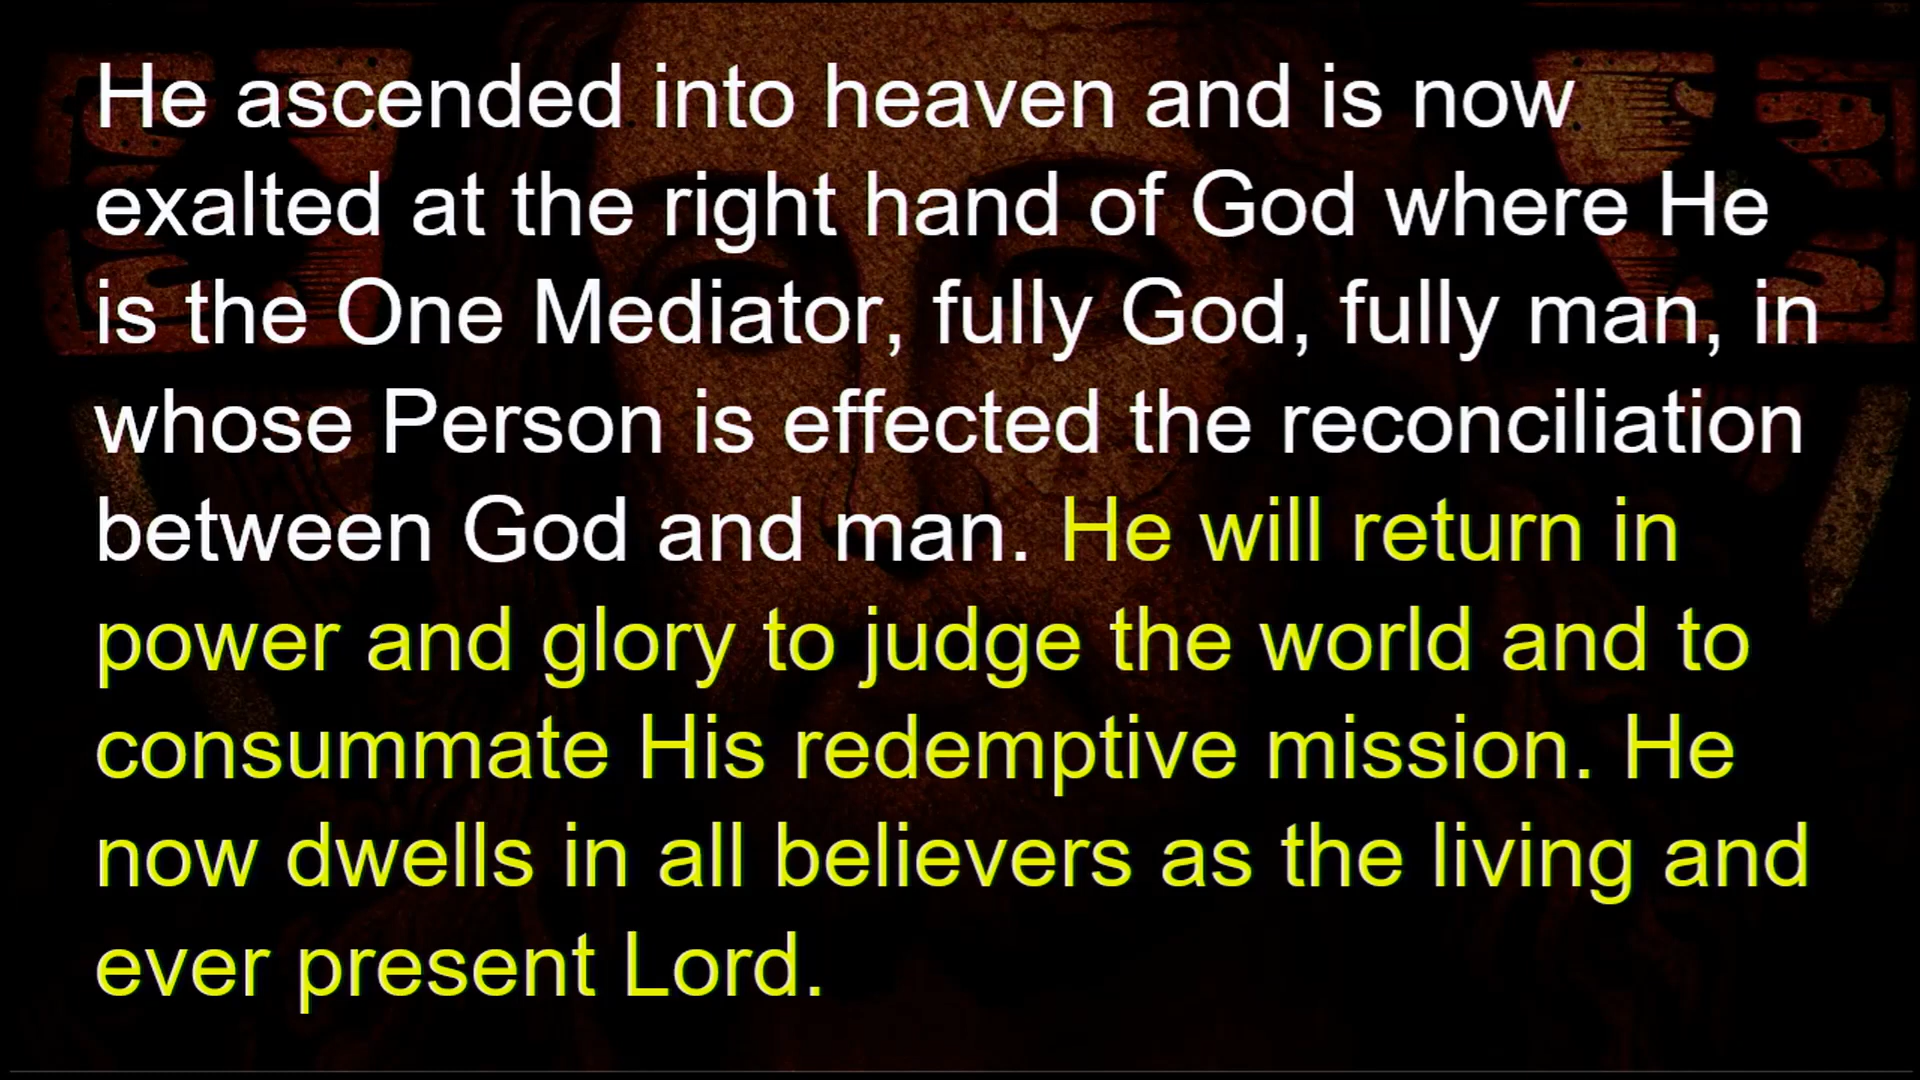 He ascended into heaven and is now
exalted at the right hand of God where He
is the One Mediator, fully God, fully man, in
whose Person is effected the reconciliation
between God and man. He will return in
power and glory to judge the world and to
consummate His redemptive mission. He
now dwells in all believers as the living and
ever present Lord.